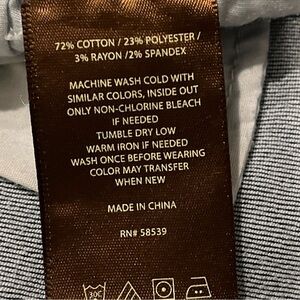 72% COTTON / 23% POLYESTER /
3% RAYON /2% SPANDEX
MACHINE WASH COLD WITH
SIMILAR COLORS, INSIDE OUT
ONLY NON-CHLORINE BLEACH
IF NEEDED
TUMBLE DRY LOW
WARM IRON IF NEEDED
WASH ONCE BEFORE WEARING
COLOR MAY TRANSFER
WHEN NEW
MADE IN CHINA
RN# 58539
30C